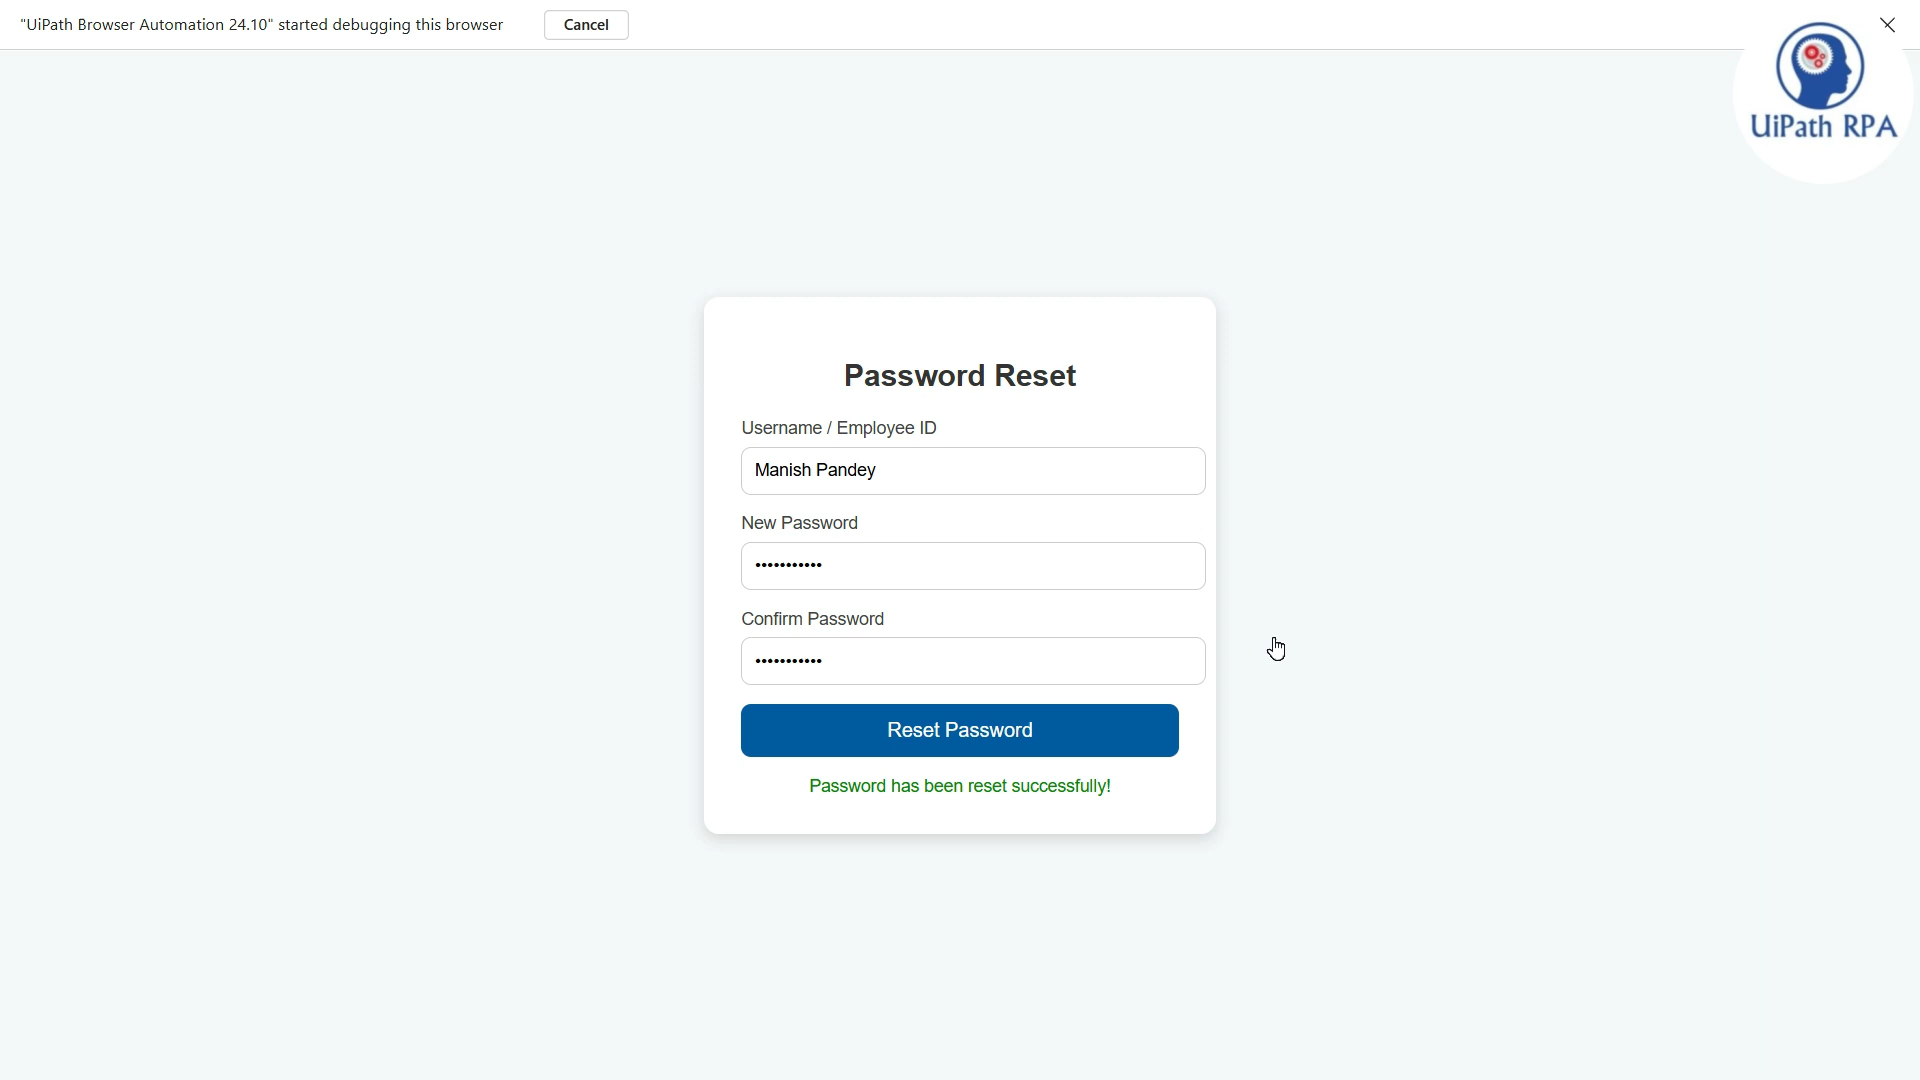 "UiPath Browser Automation 24.10" started debugging this browser Cancel
UiPath RPA
Password Reset
Username / Employee ID
Manish Pandey
New Password
•••••••••••
Confirm Password
•••••••••••
Reset Password
Password has been reset successfully!